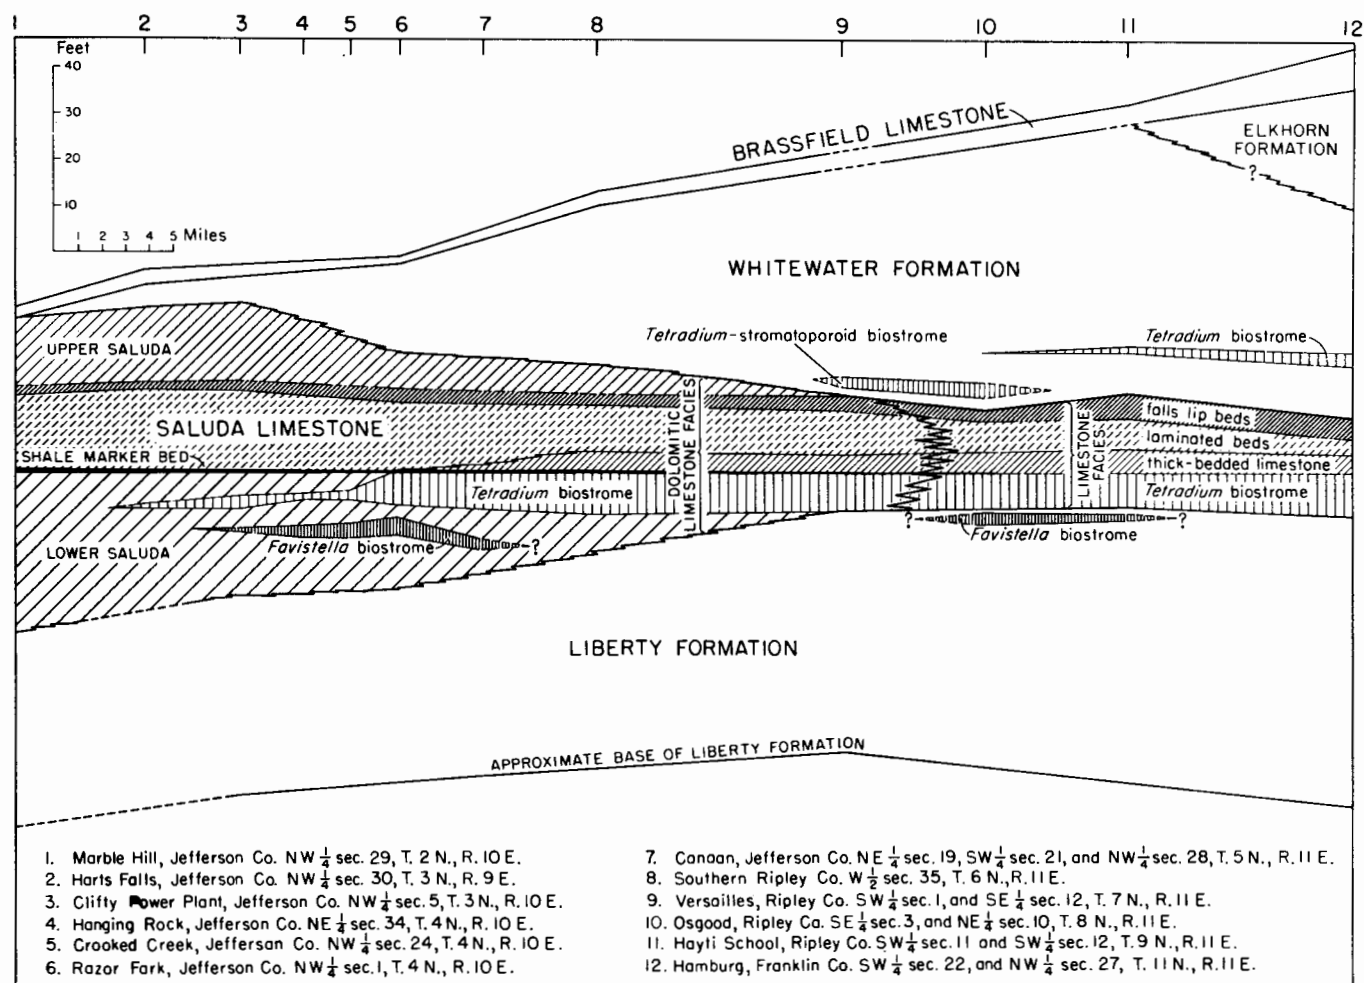 1 2 3 4 5 6 7 8 9 10 11 12
Feet
40
30
20
10
1 2 3 4 5 Miles
BRASSFIELD LIMESTONE
ELKHORN
FORMATION
?
WHITEWATER FORMATION
Tetradium-stromatoporoid biostrome
Tetradium biostrome
UPPER SALUDA
falls lip beds
SALUDA LIMESTONE
laminated beds
SHALE MARKER BED
thick-bedded limestone
DOLOMITIC
LIMESTONE FACIES
LIMESTONE
FACIES
Tetradium biostrome
Tetradium biostrome
? ?
Favistella biostrome
?
Favistella biostrome
LOWER SALUDA
LIBERTY FORMATION
APPROXIMATE BASE OF LIBERTY FORMATION
1. Marble Hill, Jefferson Co. NW 1/4 sec. 29, T. 2 N., R. 10 E.
2. Harts Falls, Jefferson Co. NW 1/4 sec. 30, T. 3 N., R. 9 E.
3. Clifty Power Plant, Jefferson Co. NW 1/4 sec. 5, T. 3 N., R. 10 E.
4. Hanging Rock, Jefferson Co. NE 1/4 sec. 34, T. 4 N., R. 10 E.
5. Crooked Creek, Jeffersan Co. NW 1/4 sec. 24, T. 4 N., R. 10 E.
6. Razor Fark, Jefferson Co. NW 1/4 sec. 1, T. 4 N., R. 10 E.
7. Canaan, Jefferson Co. NE 1/4 sec. 19, SW 1/4 sec. 21, and NW 1/4 sec. 28, T. 5 N., R. 11 E.
8. Southern Ripley Co. W 1/2 sec. 35, T. 6 N., R. 11 E.
9. Versailles, Ripley Co. SW 1/4 sec. 1, and SE 1/4 sec. 12, T. 7 N., R. 11 E.
10. Osgood, Ripley Ca. SE 1/4 sec. 3, and NE 1/4 sec. 10, T. 8 N., R. 11 E.
11. Hayti School, Ripley Co. SW 1/4 sec. 11 and SW 1/4 sec. 12, T. 9 N., R. 11 E.
12. Hamburg, Franklin Co. SW 1/4 sec. 22, and NW 1/4 sec. 27, T. 11 N., R. 11 E.